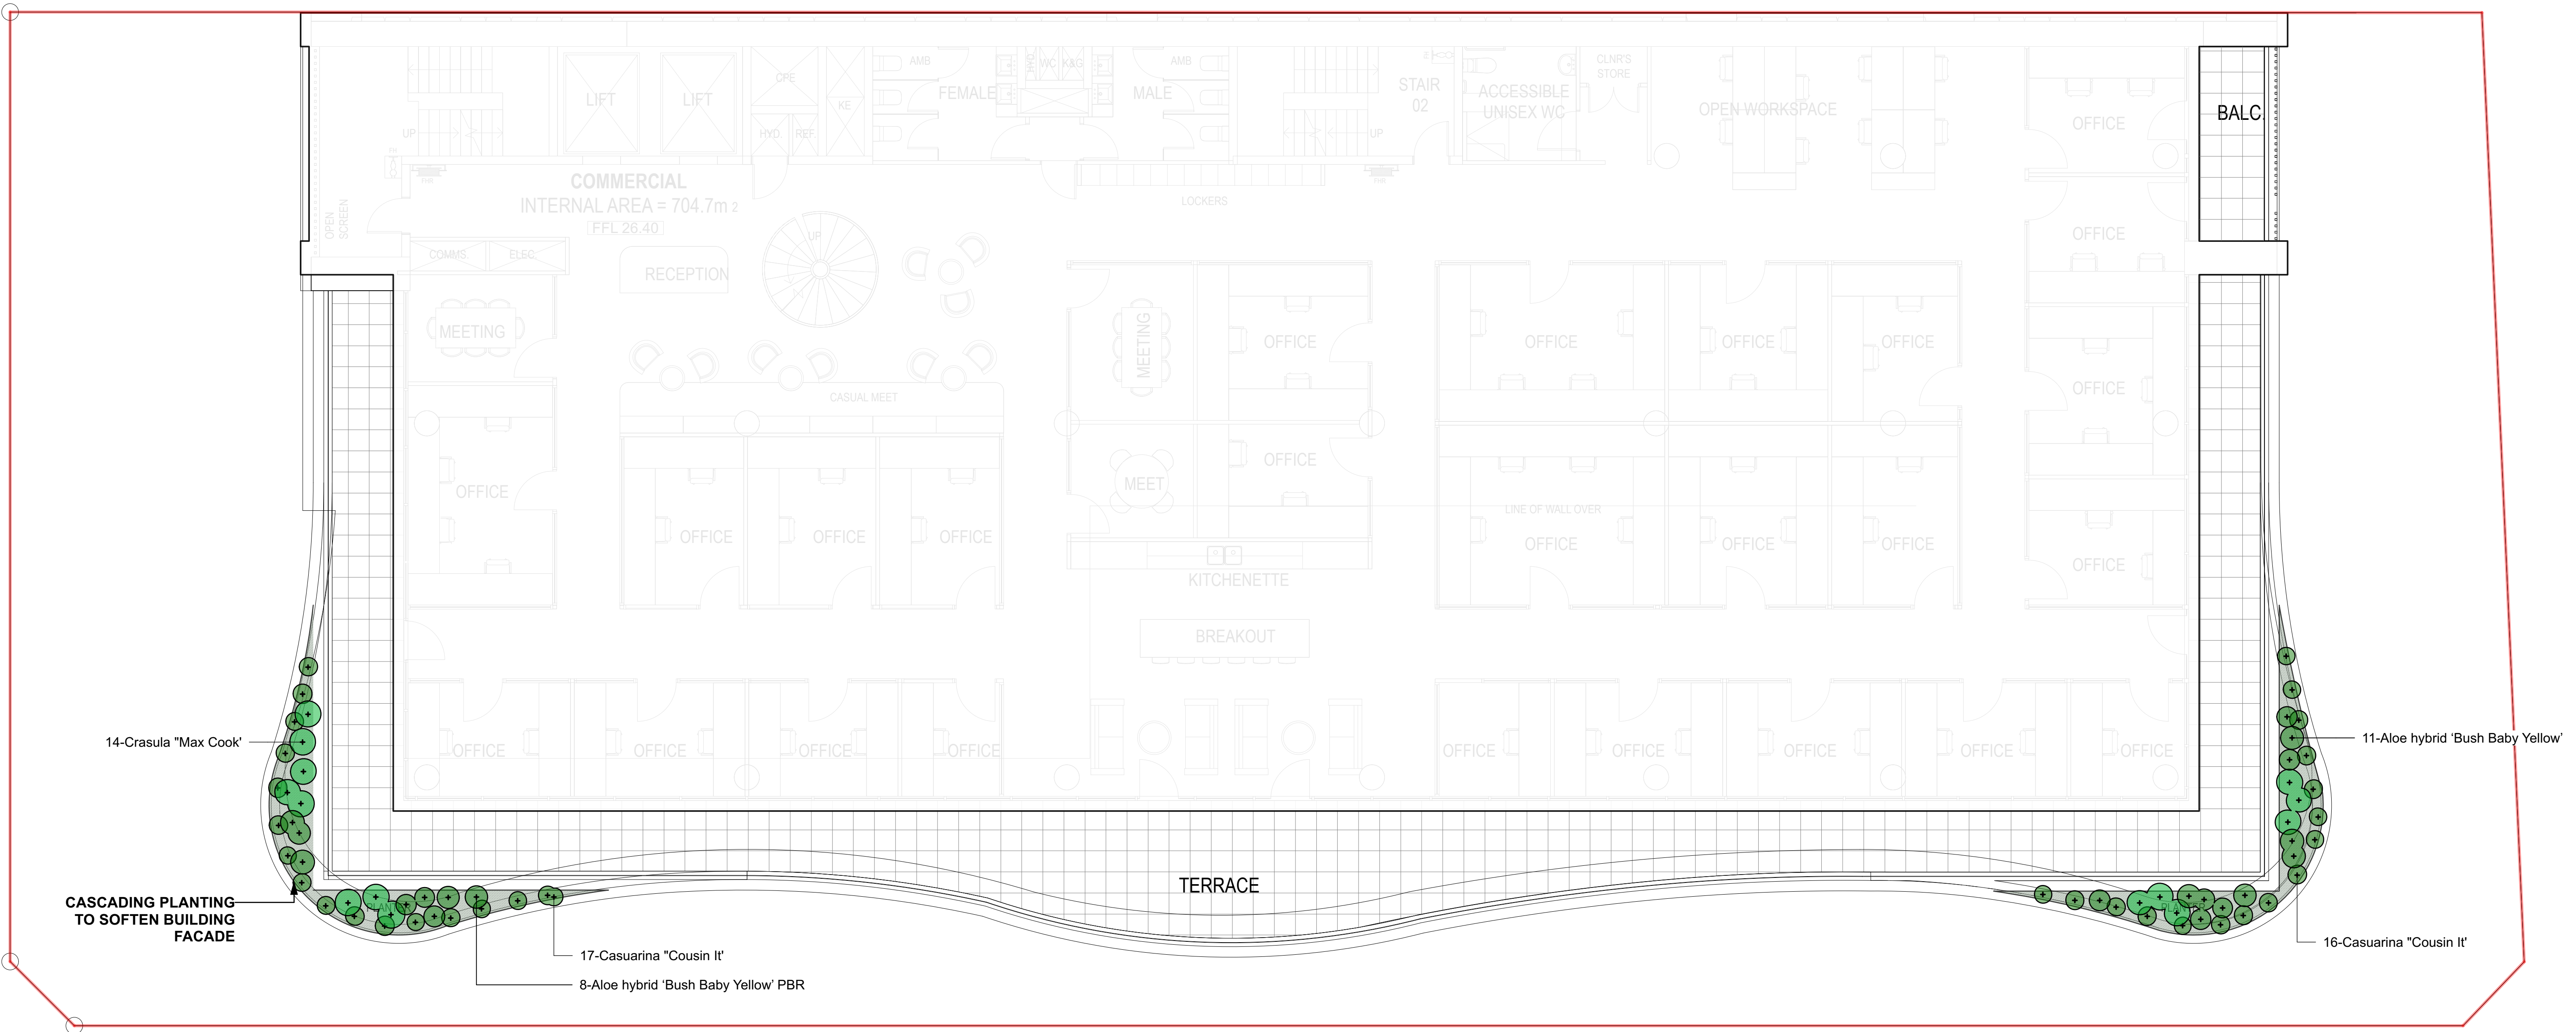 AMB
HYD.
WC
K&G
AMB
CLNR'S
STORE
CPE
LIFT
LIFT
KE
FEMALE
MALE
STAIR
02
ACCESSIBLE
UNISEX WC
OPEN WORKSPACE
BALC.
OFFICE
UP
HYD.
REF.
UP
COMMERCIAL
INTERNAL AREA = 704.7m 2
FFL 26.40
LOCKERS
OPEN
SCREEN
UP
OFFICE
COMMS.
ELEC.
RECEPTION
MEETING
MEETING
OFFICE
OFFICE
OFFICE
OFFICE
OFFICE
CASUAL MEET
OFFICE
MEET
OFFICE
LINE OF WALL OVER
OFFICE
OFFICE
OFFICE
OFFICE
OFFICE
OFFICE
OFFICE
KITCHENETTE
BREAKOUT
14-Crasula "Max Cook'
11-Aloe hybrid ‘Bush Baby Yellow’
OFFICE
OFFICE
OFFICE
OFFICE
OFFICE
OFFICE
OFFICE
OFFICE
OFFICE
TERRACE
CASCADING PLANTING
TO SOFTEN BUILDING
FACADE
PLANTER
16-Casuarina "Cousin It'
17-Casuarina "Cousin It'
8-Aloe hybrid ‘Bush Baby Yellow’ PBR